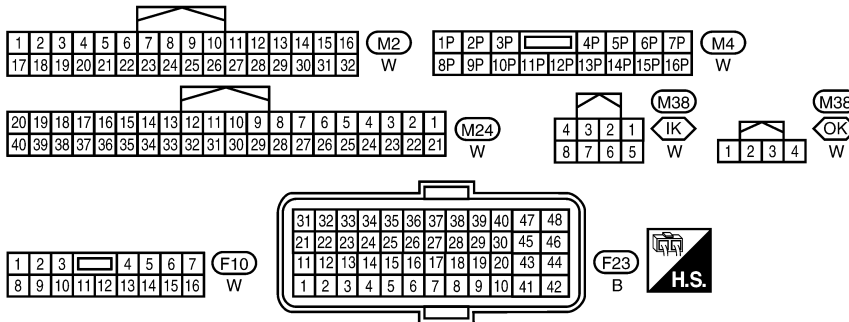 1 2 3 4 5 6 7 8 9 10 11 12 13 14 15 16
17 18 19 20 21 22 23 24 25 26 27 28 29 30 31 32
M2
W
1P 2P 3P 4P 5P 6P 7P
8P 9P 10P 11P 12P 13P 14P 15P 16P
M4
W
20 19 18 17 16 15 14 13 12 11 10 9 8 7 6 5 4 3 2 1
40 39 38 37 36 35 34 33 32 31 30 29 28 27 26 25 24 23 22 21
M24
W
4 3 2 1
8 7 6 5
M38
IK
W
1 2 3 4
M38
OK
W
1 2 3 4 5 6 7
8 9 10 11 12 13 14 15 16
F10
W
31 32 33 34 35 36 37 38 39 40 47 48
21 22 23 24 25 26 27 28 29 30 45 46
11 12 13 14 15 16 17 18 19 20 43 44
1 2 3 4 5 6 7 8 9 10 41 42
F23
B
H.S.